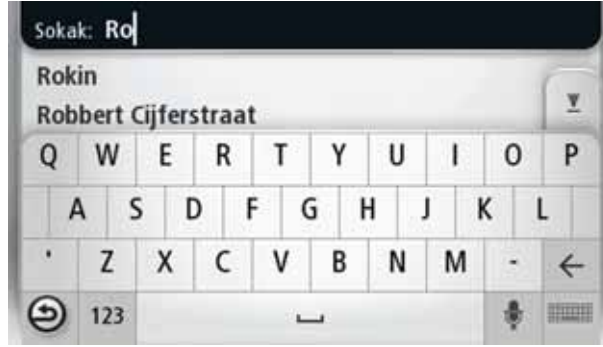 Sokak: Ro
Rokin
Robbert Cijferstraat
Q W E R T Y U I O P
A S D F G H J K L
' Z X C V B N M -
123